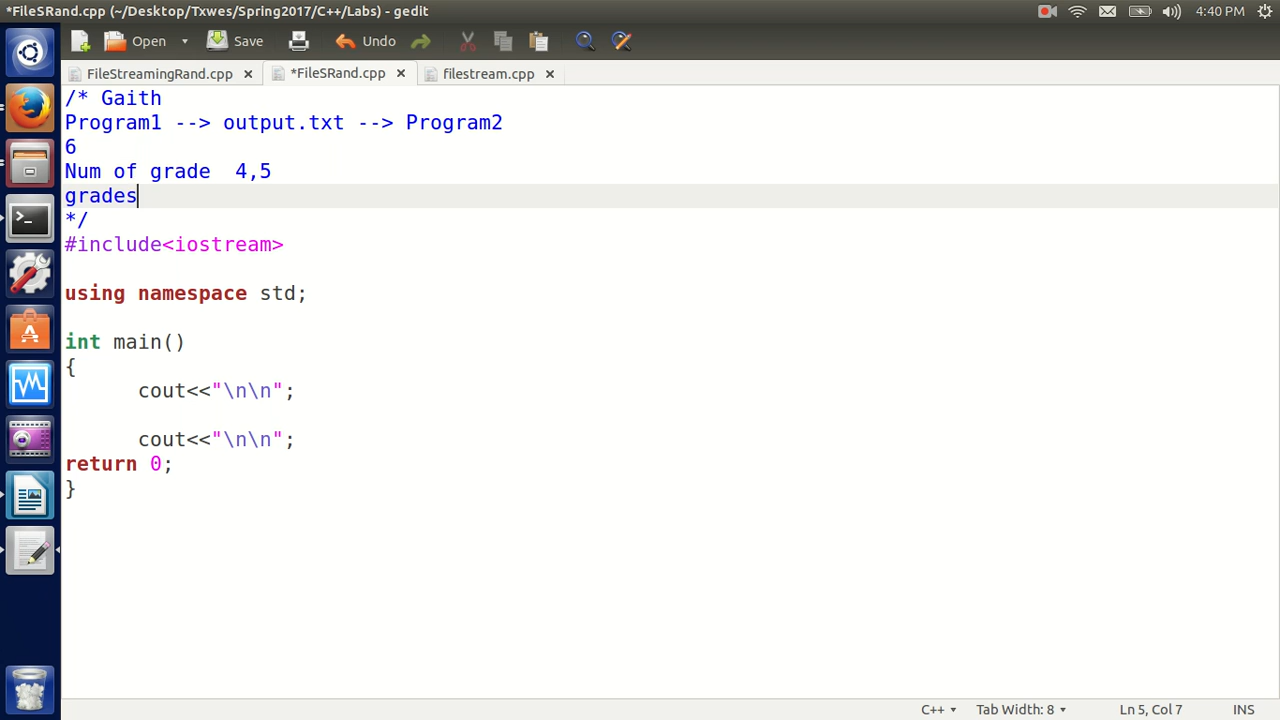 *FileSRand.cpp (~/Desktop/Txwes/Spring2017/C++/Labs) - gedit
4:40 PM
Open Save Undo
FileStreamingRand.cpp × *FileSRand.cpp × filestream.cpp ×
/* Gaith
Program1 --> output.txt --> Program2
6
Num of grade  4,5
grades
*/
#include<iostream>
using namespace std;
int main()
{
cout<<"\n\n";
cout<<"\n\n";
return 0;
}
C++ Tab Width: 8 Ln 5, Col 7 INS